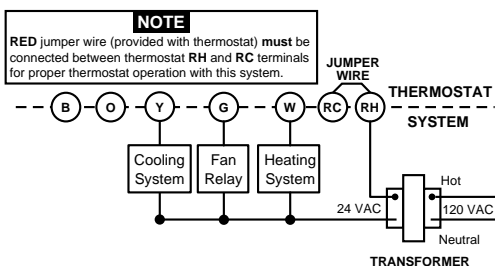 NOTE
RED jumper wire (provided with thermostat) must be
connected between thermostat RH and RC terminals
for proper thermostat operation with this system.
JUMPER
WIRE
THERMOSTAT
B O Y G W RC RH
SYSTEM
Cooling
System
Fan
Relay
Heating
System
Hot
24 VAC
120 VAC
Neutral
TRANSFORMER